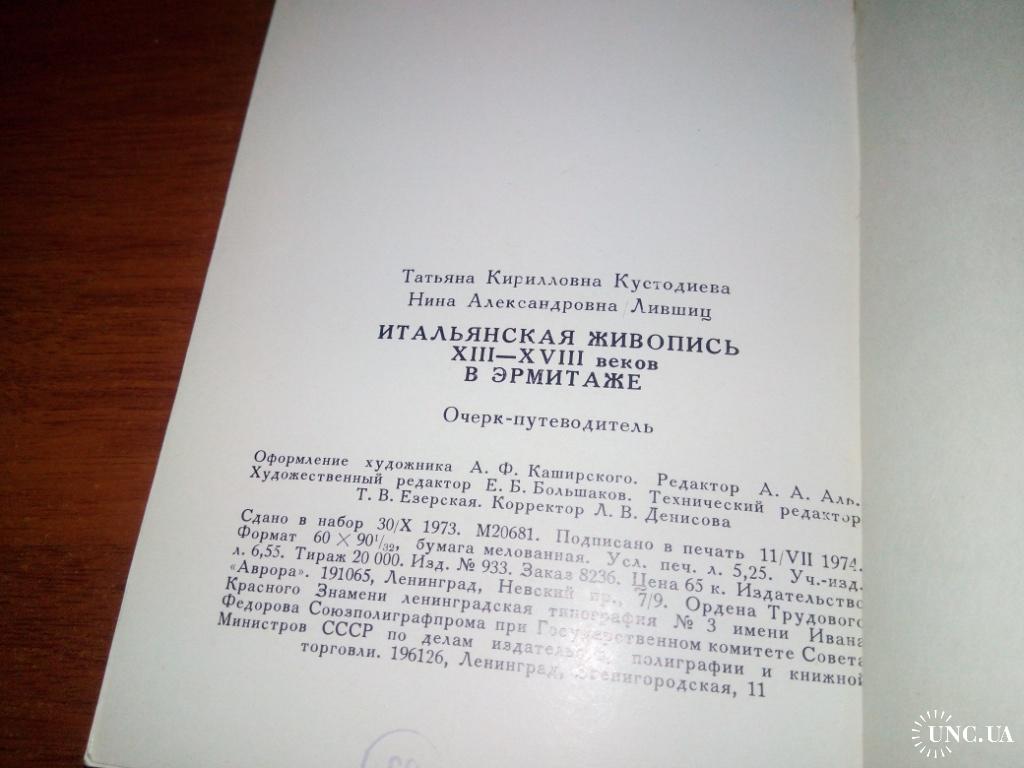 Татьяна Кирилловна Кустодиева
Нина Александровна Лившиц
ИТАЛЬЯНСКАЯ ЖИВОПИСЬ
XIII—XVIII веков
В ЭРМИТАЖЕ
Очерк-путеводитель
Оформление художника А. Ф. Каширского. Редактор А. А. Аль.
Художественный редактор Е. Б. Большаков. Технический редактор
Т. В. Езерская. Корректор Л. В. Денисова
Сдано в набор 30/X 1973. М20681. Подписано в печать 11/VII 1974.
Формат 60 × 90 1/32, бумага мелованная. Усл. печ. л. 5,25. Уч.-изд.
л. 6,55. Тираж 20 000. Изд. № 933. Заказ 8236. Цена 65 к. Издательство
«Аврора». 191065, Ленинград, Невский пр., 7/9. Ордена Трудового
Красного Знамени ленинградская типография № 3 имени Ивана
Федорова Союзполиграфпрома при Государственном комитете Совета
Министров СССР по делам издательств, полиграфии и книжной
торговли. 196126, Ленинград, Звенигородская, 11
UNC.UA